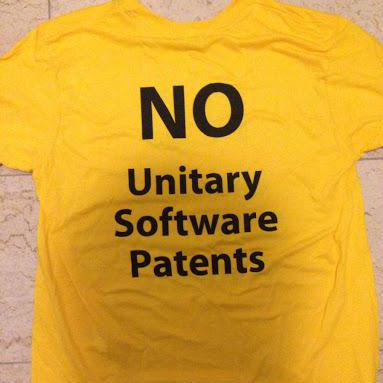 NO
Unitary
Software
Patents